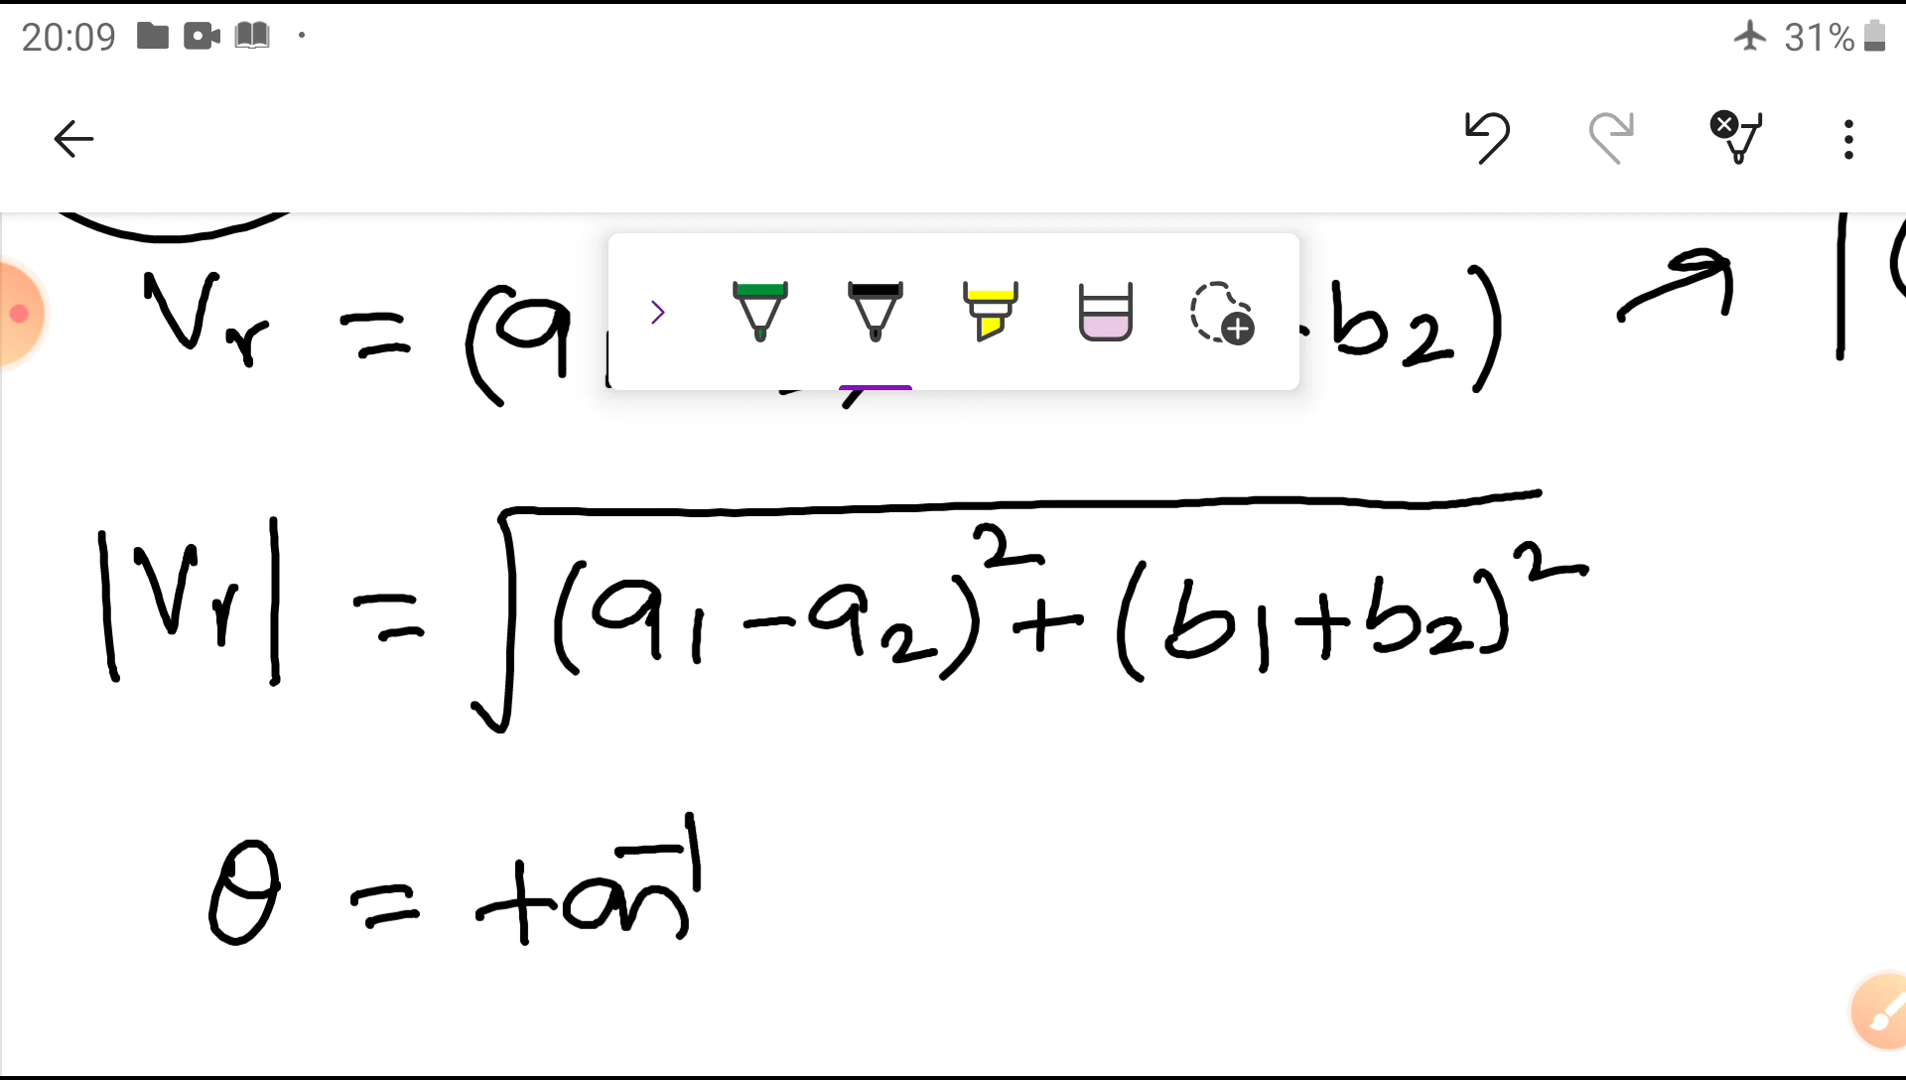 20:09 31%
Vr = (a b2)
|Vr| = √(a1-a2)²+(b1+b2)²
θ = tan⁻¹